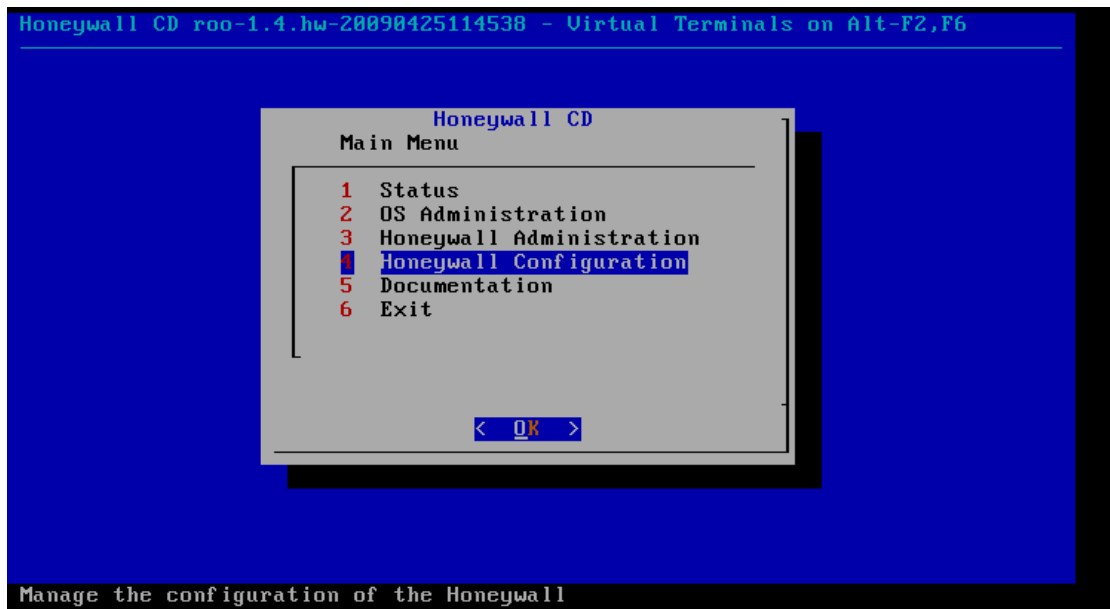 Honeywall CD roo-1.4.hw-20090425114538 - Virtual Terminals on Alt-F2,F6
Honeywall CD
Main Menu
1 Status
2 OS Administration
3 Honeywall Administration
4 Honeywall Configuration
5 Documentation
6 Exit
< OK >
Manage the configuration of the Honeywall